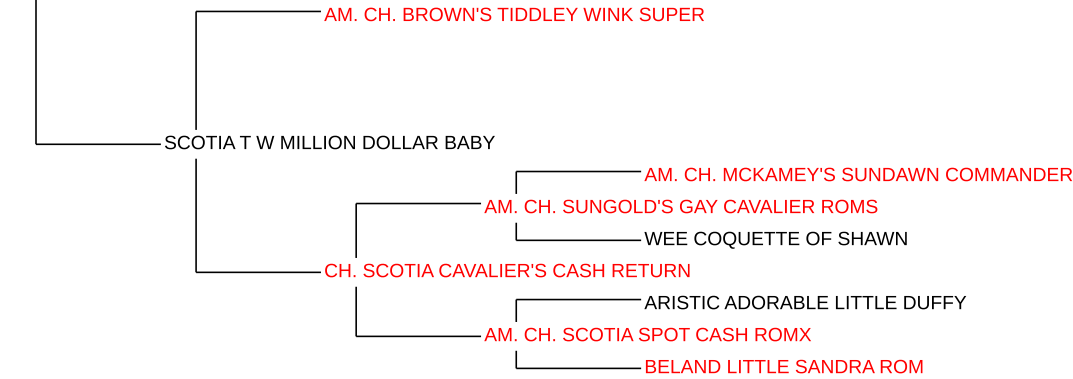 AM. CH. BROWN'S TIDDLEY WINK SUPER
SCOTIA T W MILLION DOLLAR BABY
AM. CH. MCKAMEY'S SUNDAWN COMMANDER
AM. CH. SUNGOLD'S GAY CAVALIER ROMS
WEE COQUETTE OF SHAWN
CH. SCOTIA CAVALIER'S CASH RETURN
ARISTIC ADORABLE LITTLE DUFFY
AM. CH. SCOTIA SPOT CASH ROMX
BELAND LITTLE SANDRA ROM